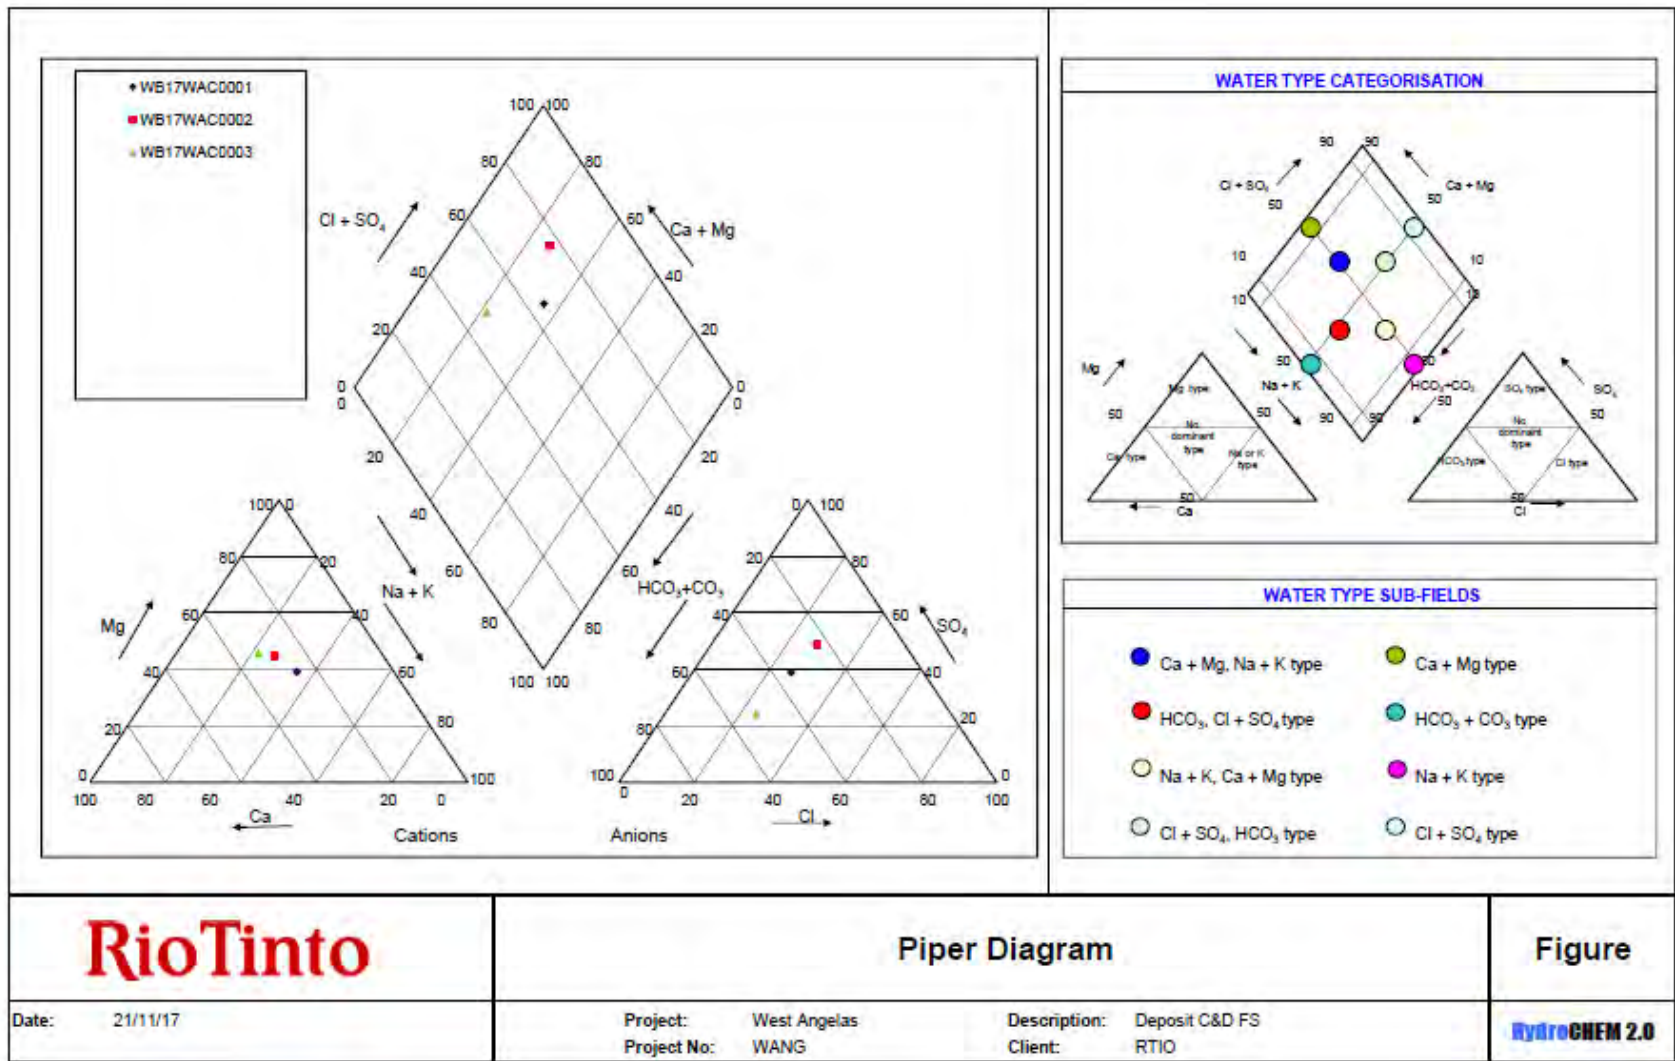 WB17WAC0001
WB17WAC0002
WB17WAC0003
100 100
80 80
60 60
40 40
20 20
0 0
0 0
20 20
40 40
60 60
80 80
100 100
Cl + SO₄
Ca + Mg
Na + K
HCO₃+CO₃
100 0
80 20
60 40
40 60
20 80
0 100
100 80 60 40 20 0
Mg
Ca
Cations
0 100
20 80
40 60
60 40
80 20
100 0
0 20 40 60 80 100
SO₄
Cl
Anions
WATER TYPE CATEGORISATION
90 90
Cl + SO₄
Ca + Mg
50 50
10 10
10 10
50 50
Na + K
HCO₃+CO₃
90 90
Mg
50 50
Mg type
No dominant type
Ca type
Na or K type
50
Ca
SO₄
50 50
SO₄ type
No dominant type
HCO₃ type
Cl type
50
Cl
WATER TYPE SUB-FIELDS
Ca + Mg, Na + K type
Ca + Mg type
HCO₃, Cl + SO₄ type
HCO₃ + CO₃ type
Na + K, Ca + Mg type
Na + K type
Cl + SO₄, HCO₃ type
Cl + SO₄ type
RioTinto
Piper Diagram
Figure
Date: 21/11/17
Project: West Angelas
Description: Deposit C&D FS
Project No: WANG
Client: RTIO
HydroCHEM 2.0